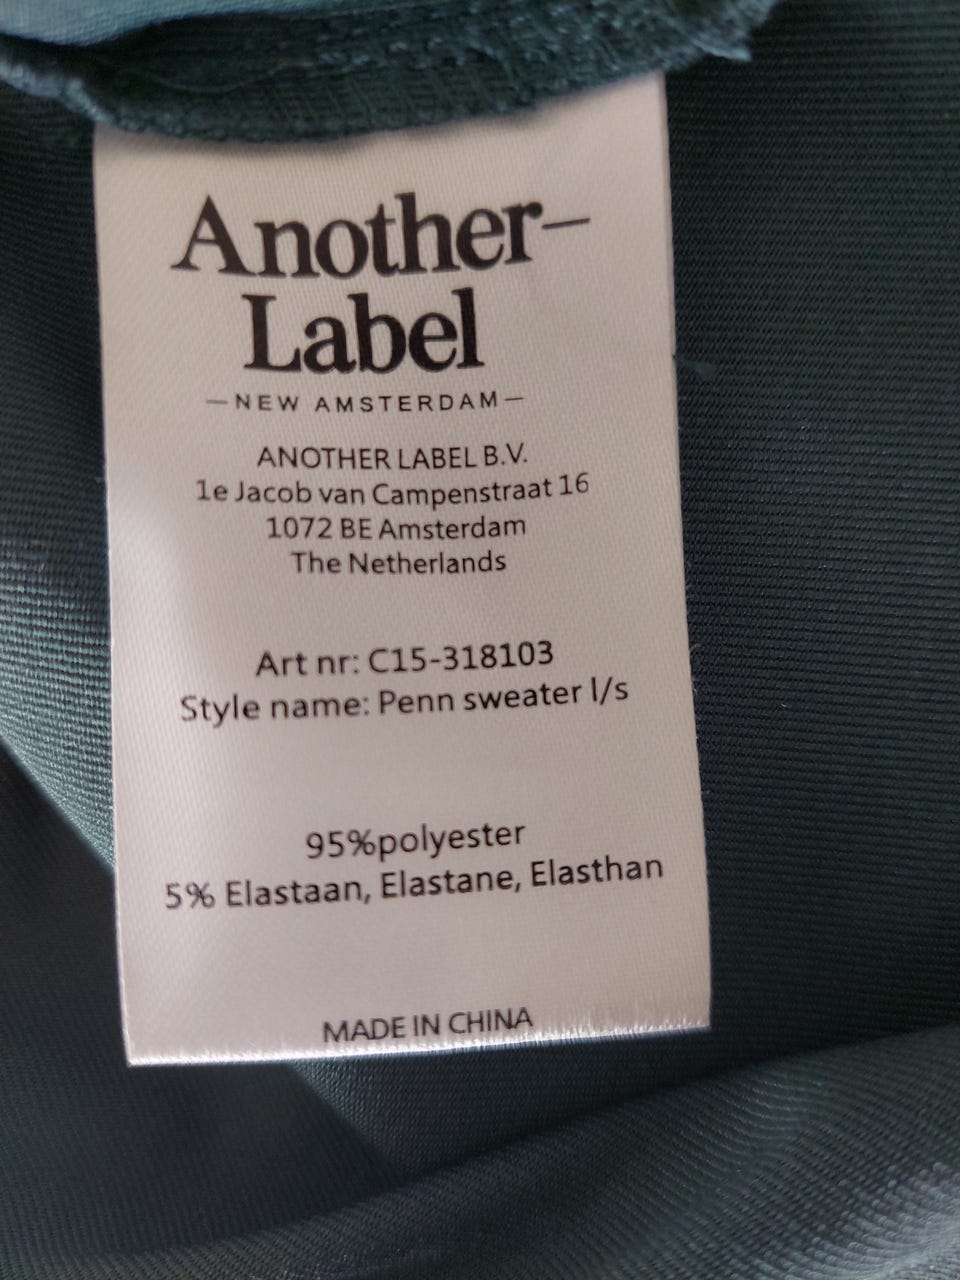 Another–
Label
—NEW AMSTERDAM—
ANOTHER LABEL B.V.
1e Jacob van Campenstraat 16
1072 BE Amsterdam
The Netherlands
Art nr: C15-318103
Style name: Penn sweater l/s
95%polyester
5% Elastaan, Elastane, Elasthan
MADE IN CHINA